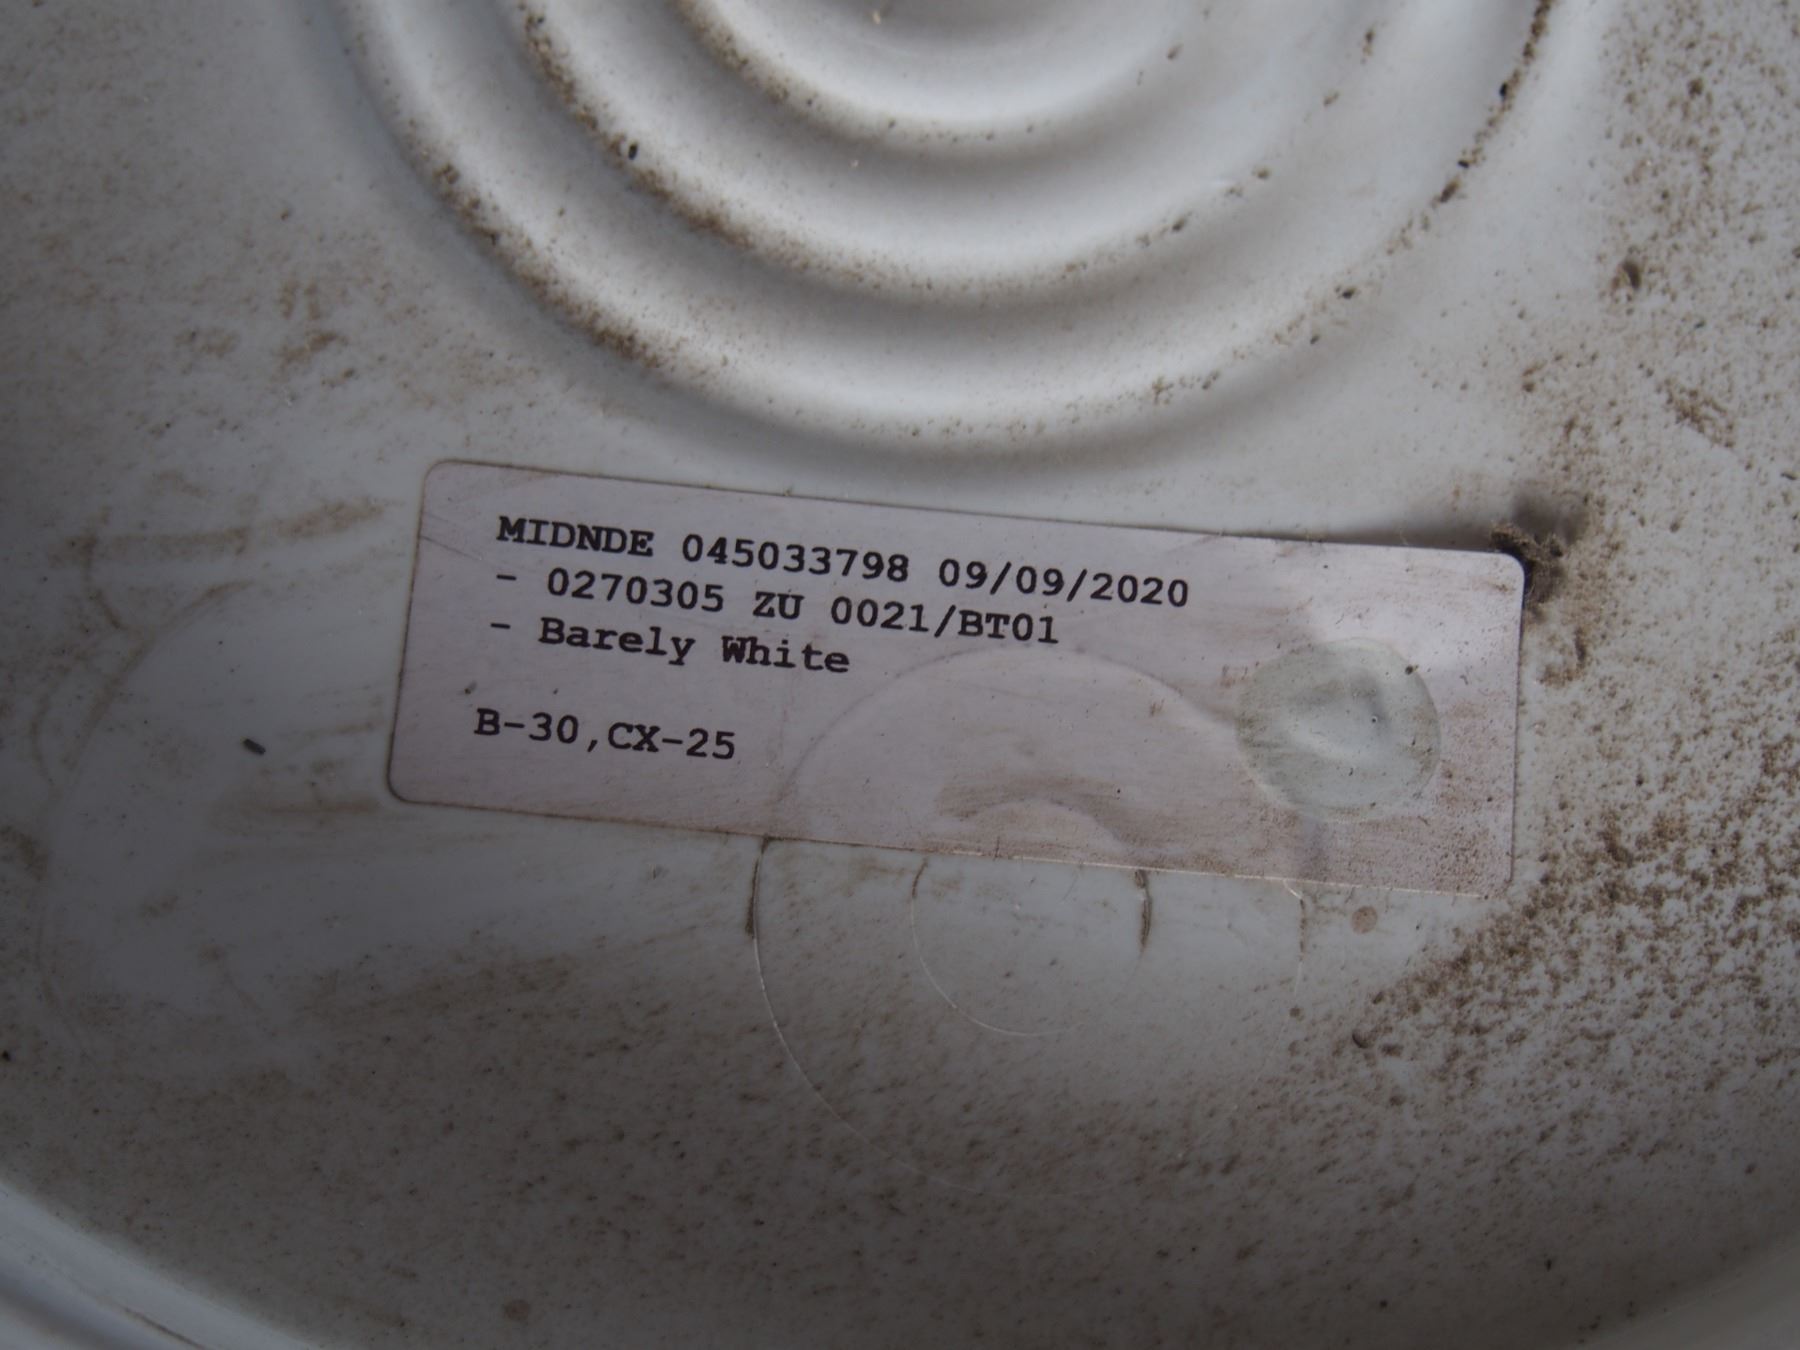 MIDNDE 045033798 09/09/2020
- 0270305 ZU 0021/BT01
- Barely White
B-30,CX-25